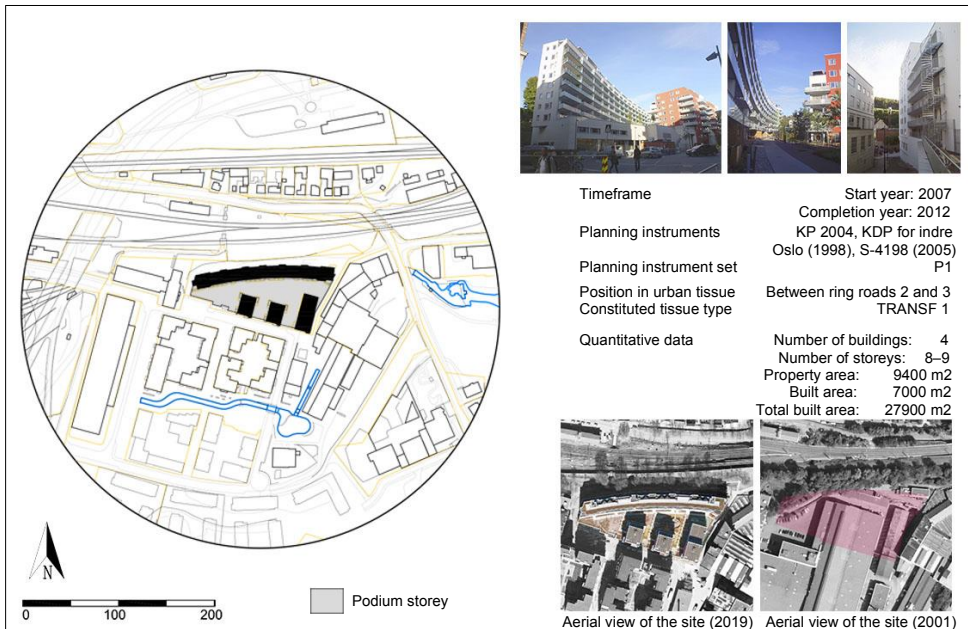 Timeframe Start year: 2007
Completion year: 2012
Planning instruments KP 2004, KDP for indre
Oslo (1998), S-4198 (2005)
Planning instrument set P1
Position in urban tissue Between ring roads 2 and 3
Constituted tissue type TRANSF 1
Quantitative data Number of buildings: 4
Number of storeys: 8–9
Property area: 9400 m2
Built area: 7000 m2
Total built area: 27900 m2
N
0 100 200
Podium storey
Aerial view of the site (2019) Aerial view of the site (2001)